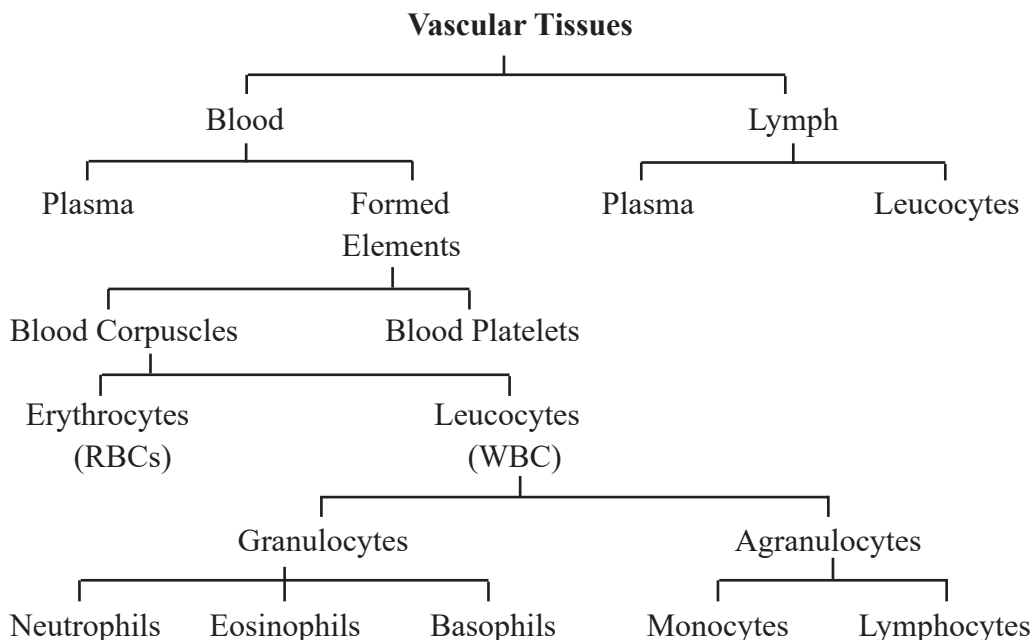 Vascular Tissues
Blood Lymph
Plasma Formed Plasma Leucocytes
Elements
Blood Corpuscles Blood Platelets
Erythrocytes Leucocytes
(RBCs) (WBC)
Granulocytes Agranulocytes
Neutrophils Eosinophils Basophils Monocytes Lymphocytes